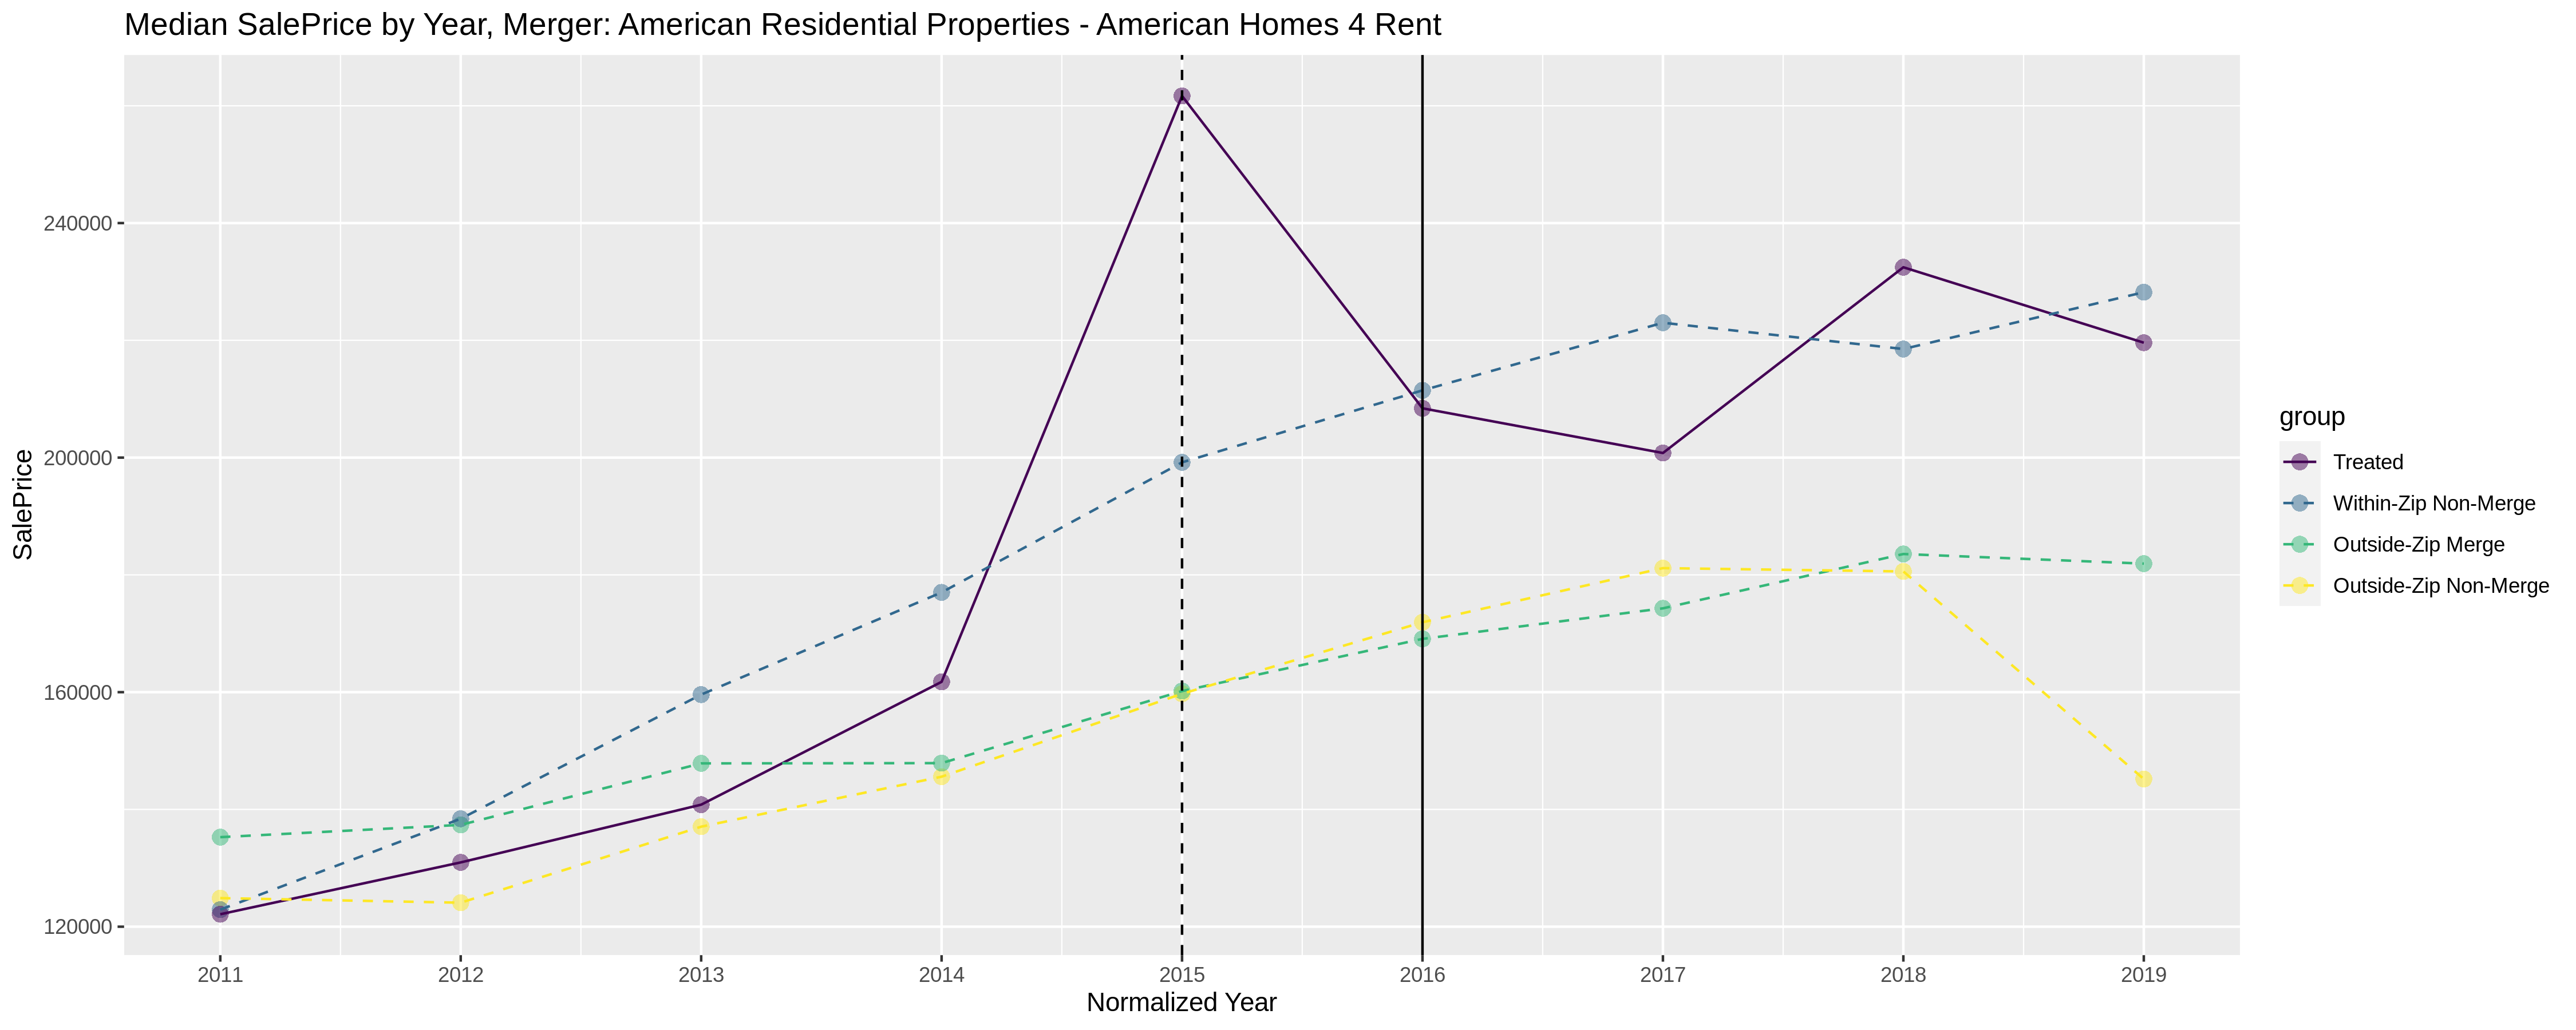 Median SalePrice by Year, Merger: American Residential Properties - American Homes 4 Rent
SalePrice
240000
200000
160000
120000
2011 2012 2013 2014 2015 2016 2017 2018 2019
Normalized Year
group
Treated
Within-Zip Non-Merge
Outside-Zip Merge
Outside-Zip Non-Merge